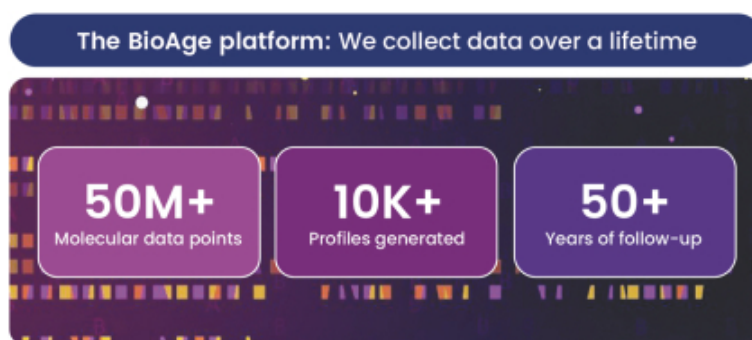 The BioAge platform: We collect data over a lifetime
50M+
Molecular data points
10K+
Profiles generated
50+
Years of follow-up